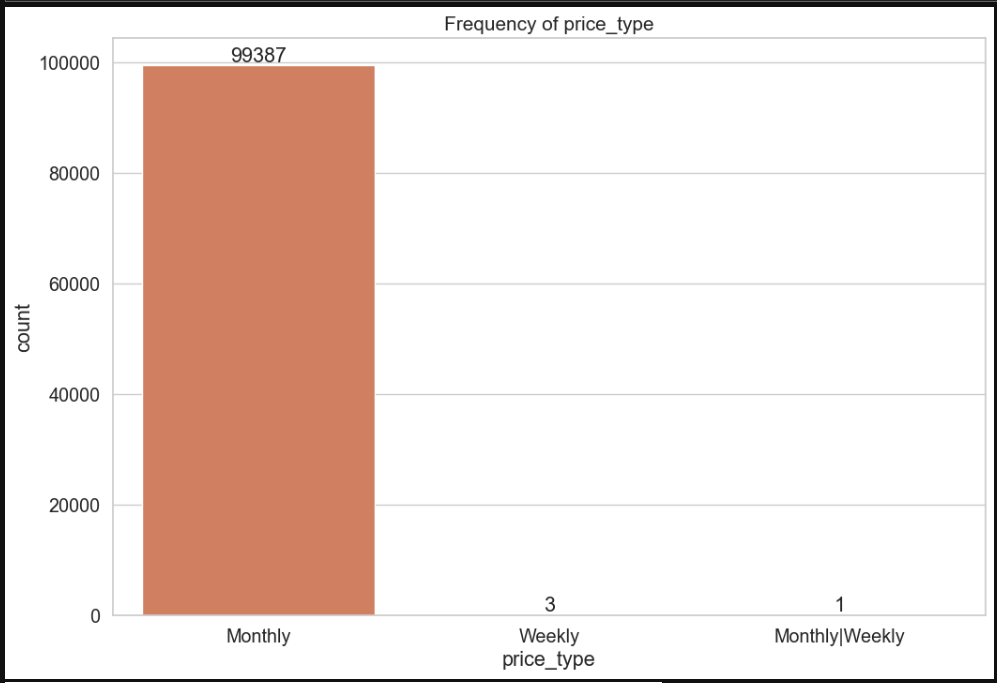 Frequency of price_type
99387
100000
80000
60000
40000
20000
0
count
3
1
Monthly
Weekly
Monthly|Weekly
price_type